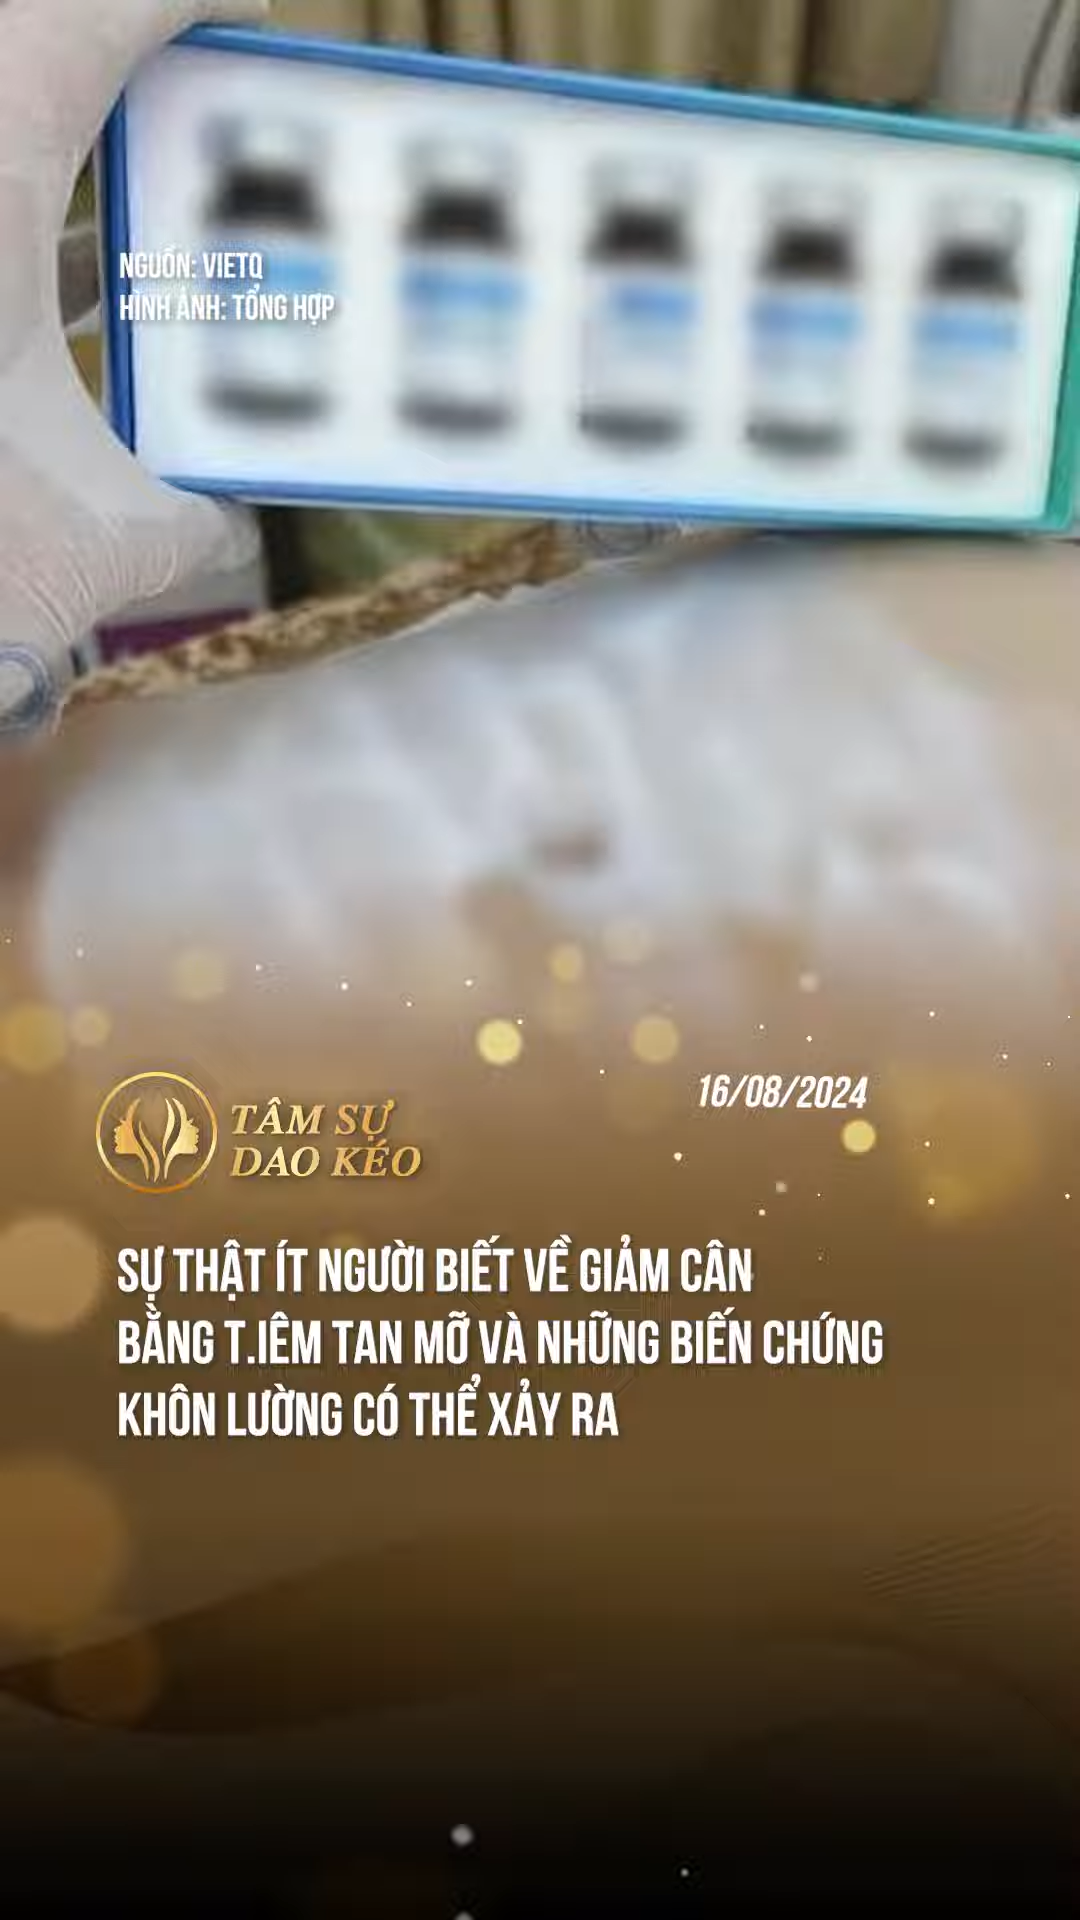 NGUỒN: VIETQ
HÌNH ẢNH: TỔNG HỢP
16/08/2024
TÂM SỰ
DAO KÉO
SỰ THẬT ÍT NGƯỜI BIẾT VỀ GIẢM CÂN
BẰNG T.IÊM TAN MỠ VÀ NHỮNG BIẾN CHỨNG
KHÔN LƯỜNG CÓ THỂ XẢY RA